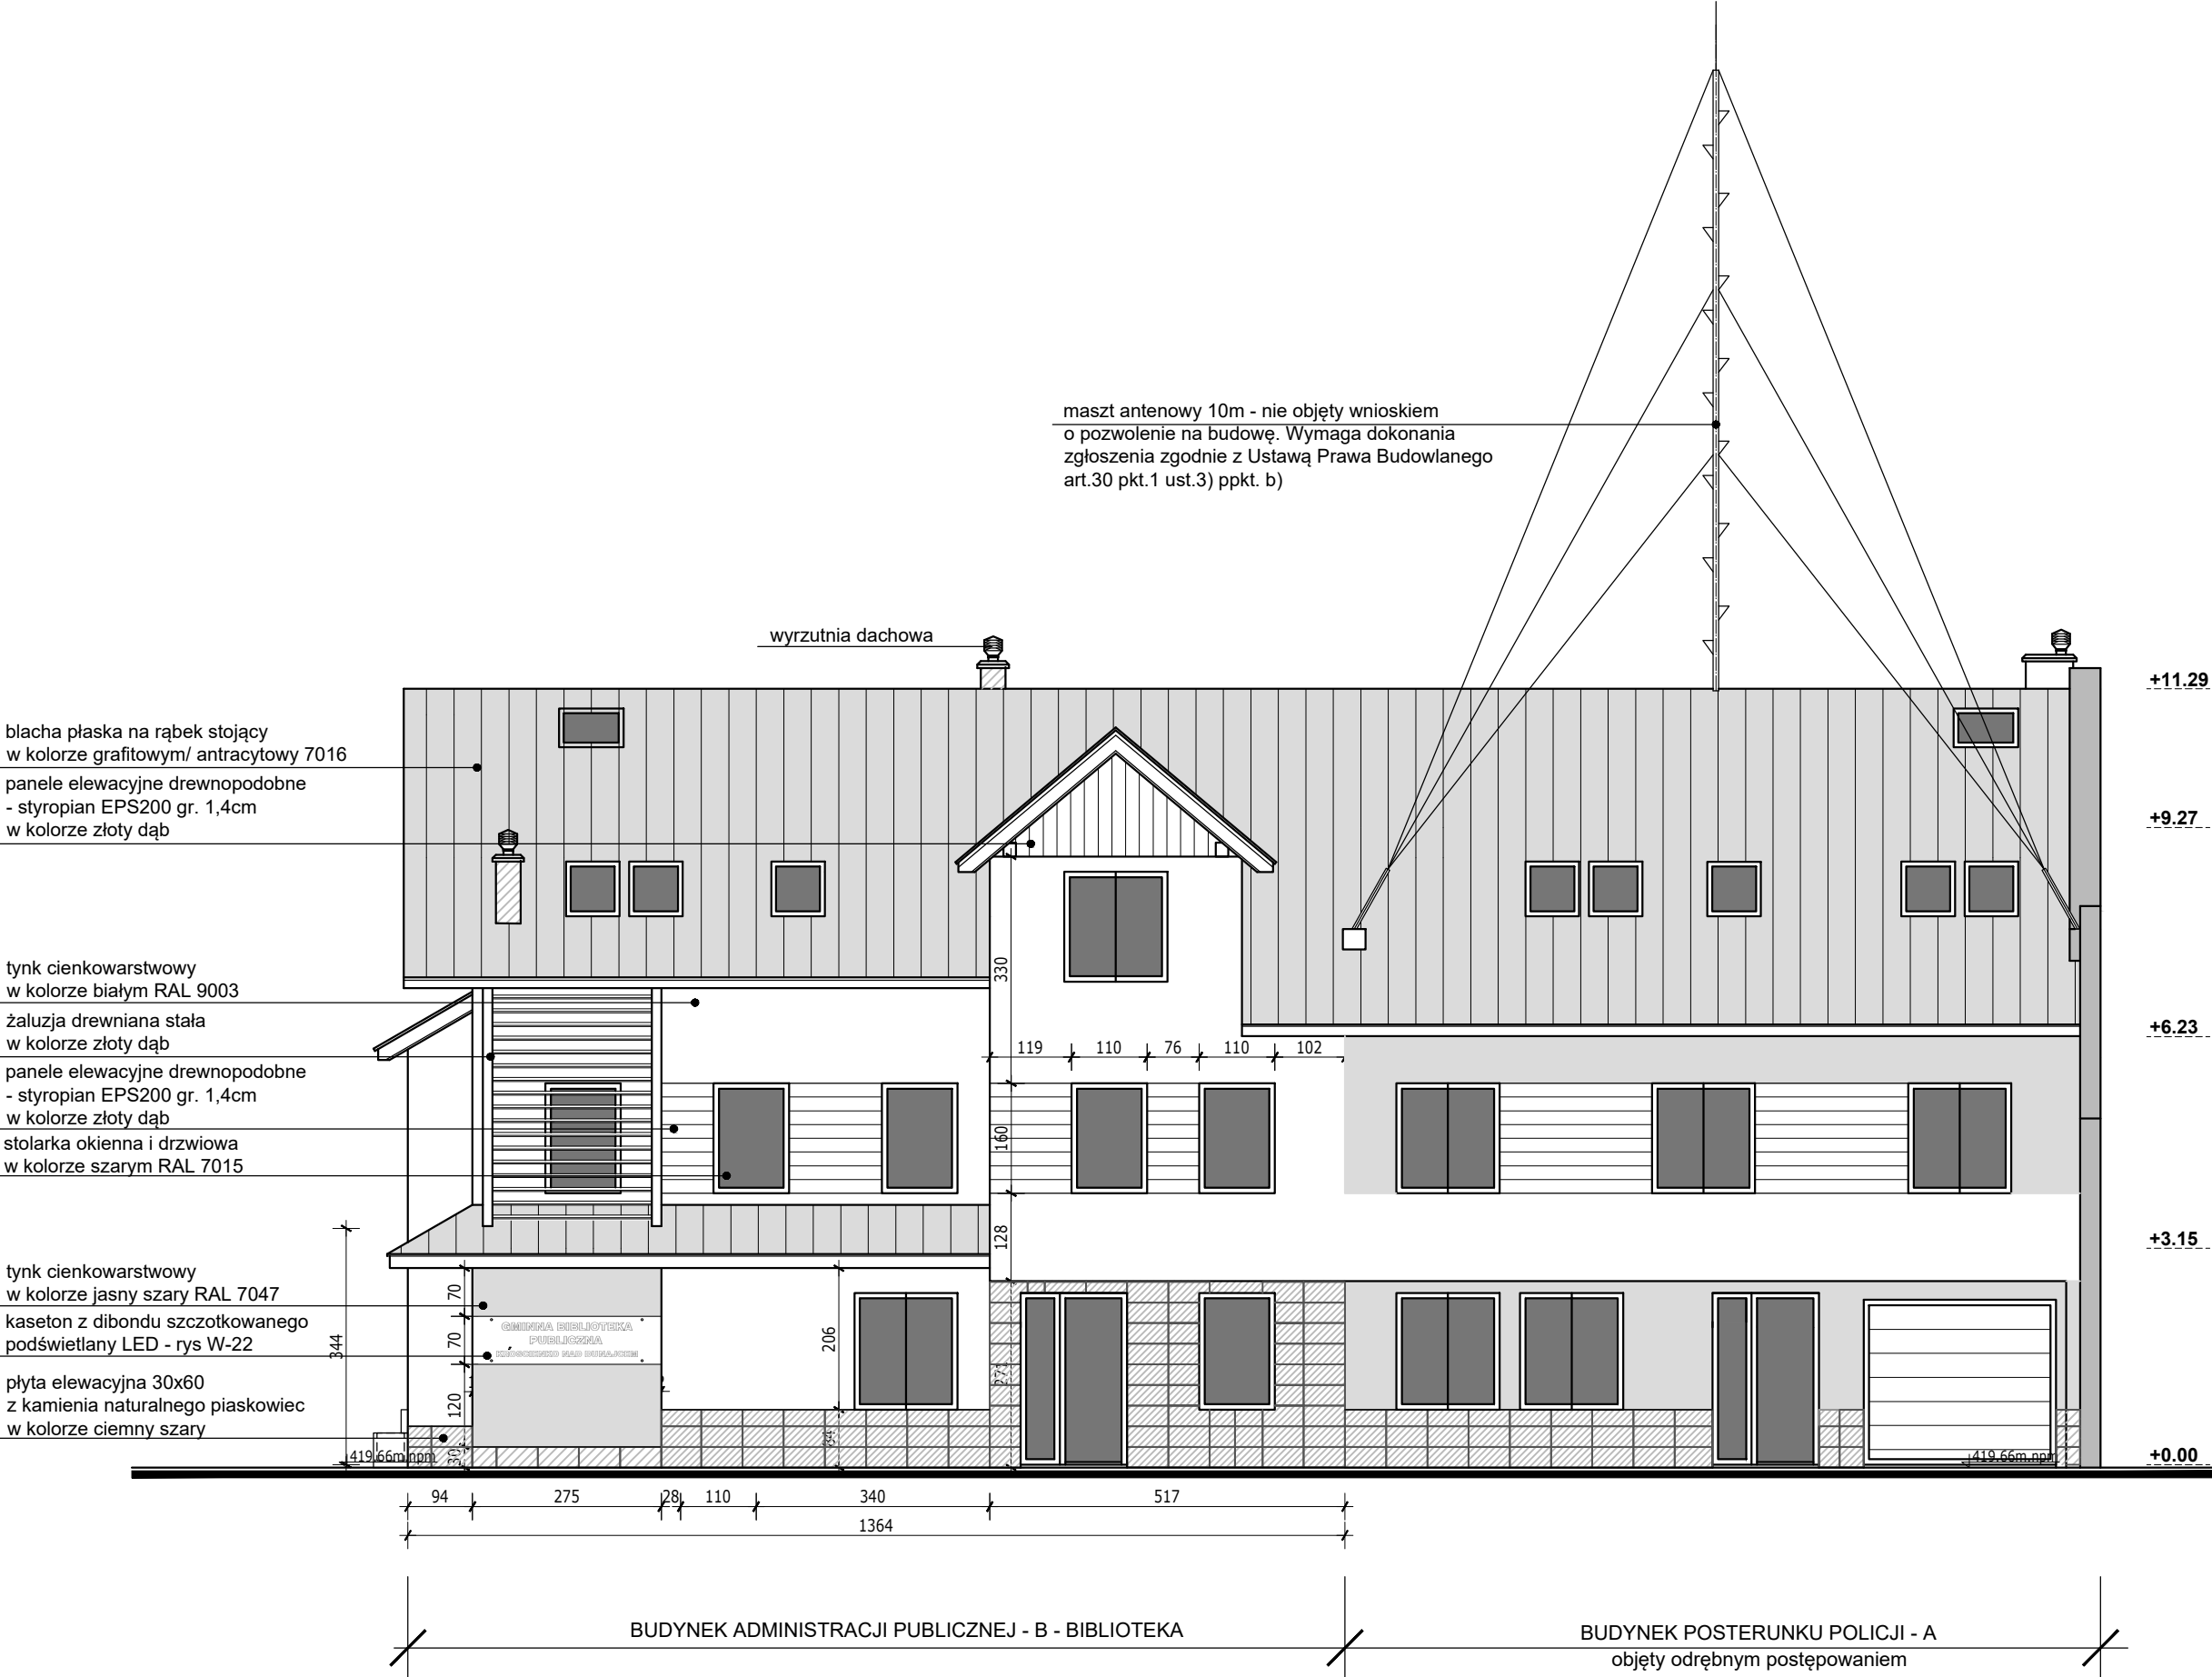 maszt antenowy 10m - nie objęty wnioskiem
o pozwolenie na budowę. Wymaga dokonania
zgłoszenia zgodnie z Ustawą Prawa Budowlanego
art.30 pkt.1 ust.3) ppkt. b)
wyrzutnia dachowa
+11.29
blacha płaska na rąbek stojący
w kolorze grafitowym/ antracytowy 7016
panele elewacyjne drewnopodobne
- styropian EPS200 gr. 1,4cm
w kolorze złoty dąb
+9.27
tynk cienkowarstwowy
w kolorze białym RAL 9003
żaluzja drewniana stała
w kolorze złoty dąb
+6.23
panele elewacyjne drewnopodobne
- styropian EPS200 gr. 1,4cm
w kolorze złoty dąb
stolarka okienna i drzwiowa
w kolorze szarym RAL 7015
330
119 110 76 110 102
160
128
+3.15
tynk cienkowarstwowy
w kolorze jasny szary RAL 7047
kaseton z dibondu szczotkowanego
podświetlany LED - rys W-22
płyta elewacyjna 30x60
z kamienia naturalnego piaskowiec
w kolorze ciemny szary
344
70
70
120
30
GMINNA BIBLIOTEKA
PUBLICZNA
KROŚCIENKO NAD DUNAJCEM
206
271
419.66m.npm
419.66m.npm
+0.00
94 275 28 110 340 517
1364
BUDYNEK ADMINISTRACJI PUBLICZNEJ - B - BIBLIOTEKA
BUDYNEK POSTERUNKU POLICJI - A
objęty odrębnym postępowaniem